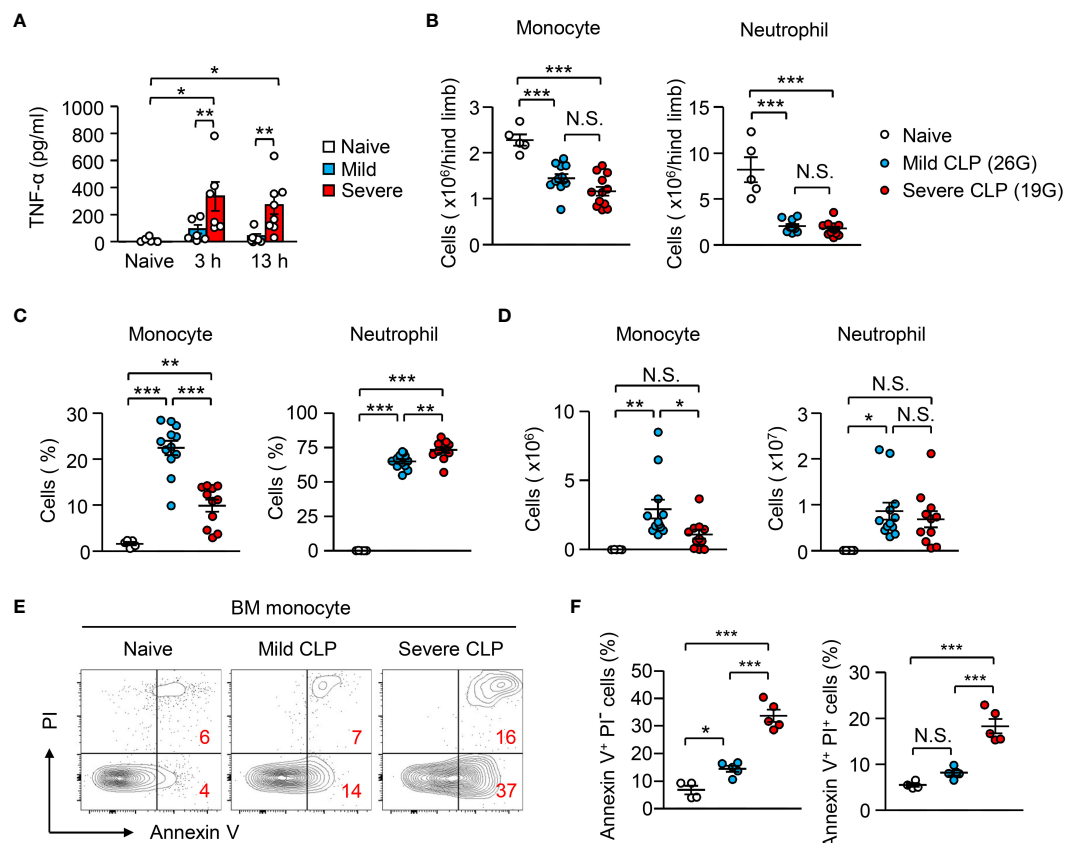 A
TNF-α (pg/ml)
1000
800
600
400
200
0
*
*
**
**
Naive
3 h
13 h
Naive
Mild
Severe
B
Monocyte
Cells ( x10⁶/hind limb)
3
2
1
0
***
***
N.S.
Neutrophil
Cells ( x10⁶/hind limb)
15
10
5
0
***
***
N.S.
Naive
Mild CLP (26G)
Severe CLP (19G)
C
Monocyte
Cells ( %)
30
20
10
0
**
***
***
Neutrophil
Cells ( %)
100
75
50
25
0
***
***
**
D
Monocyte
Cells ( x10⁶)
10
5
0
N.S.
**
*
Neutrophil
Cells ( x10⁷)
3
2
1
0
N.S.
*
N.S.
E
BM monocyte
Naive
Mild CLP
Severe CLP
PI
6
4
7
14
16
37
Annexin V
F
Annexin V⁺ PI⁻ cells (%)
50
40
30
20
10
0
***
***
*
Annexin V⁺ PI⁺ cells (%)
30
20
10
0
***
***
N.S.